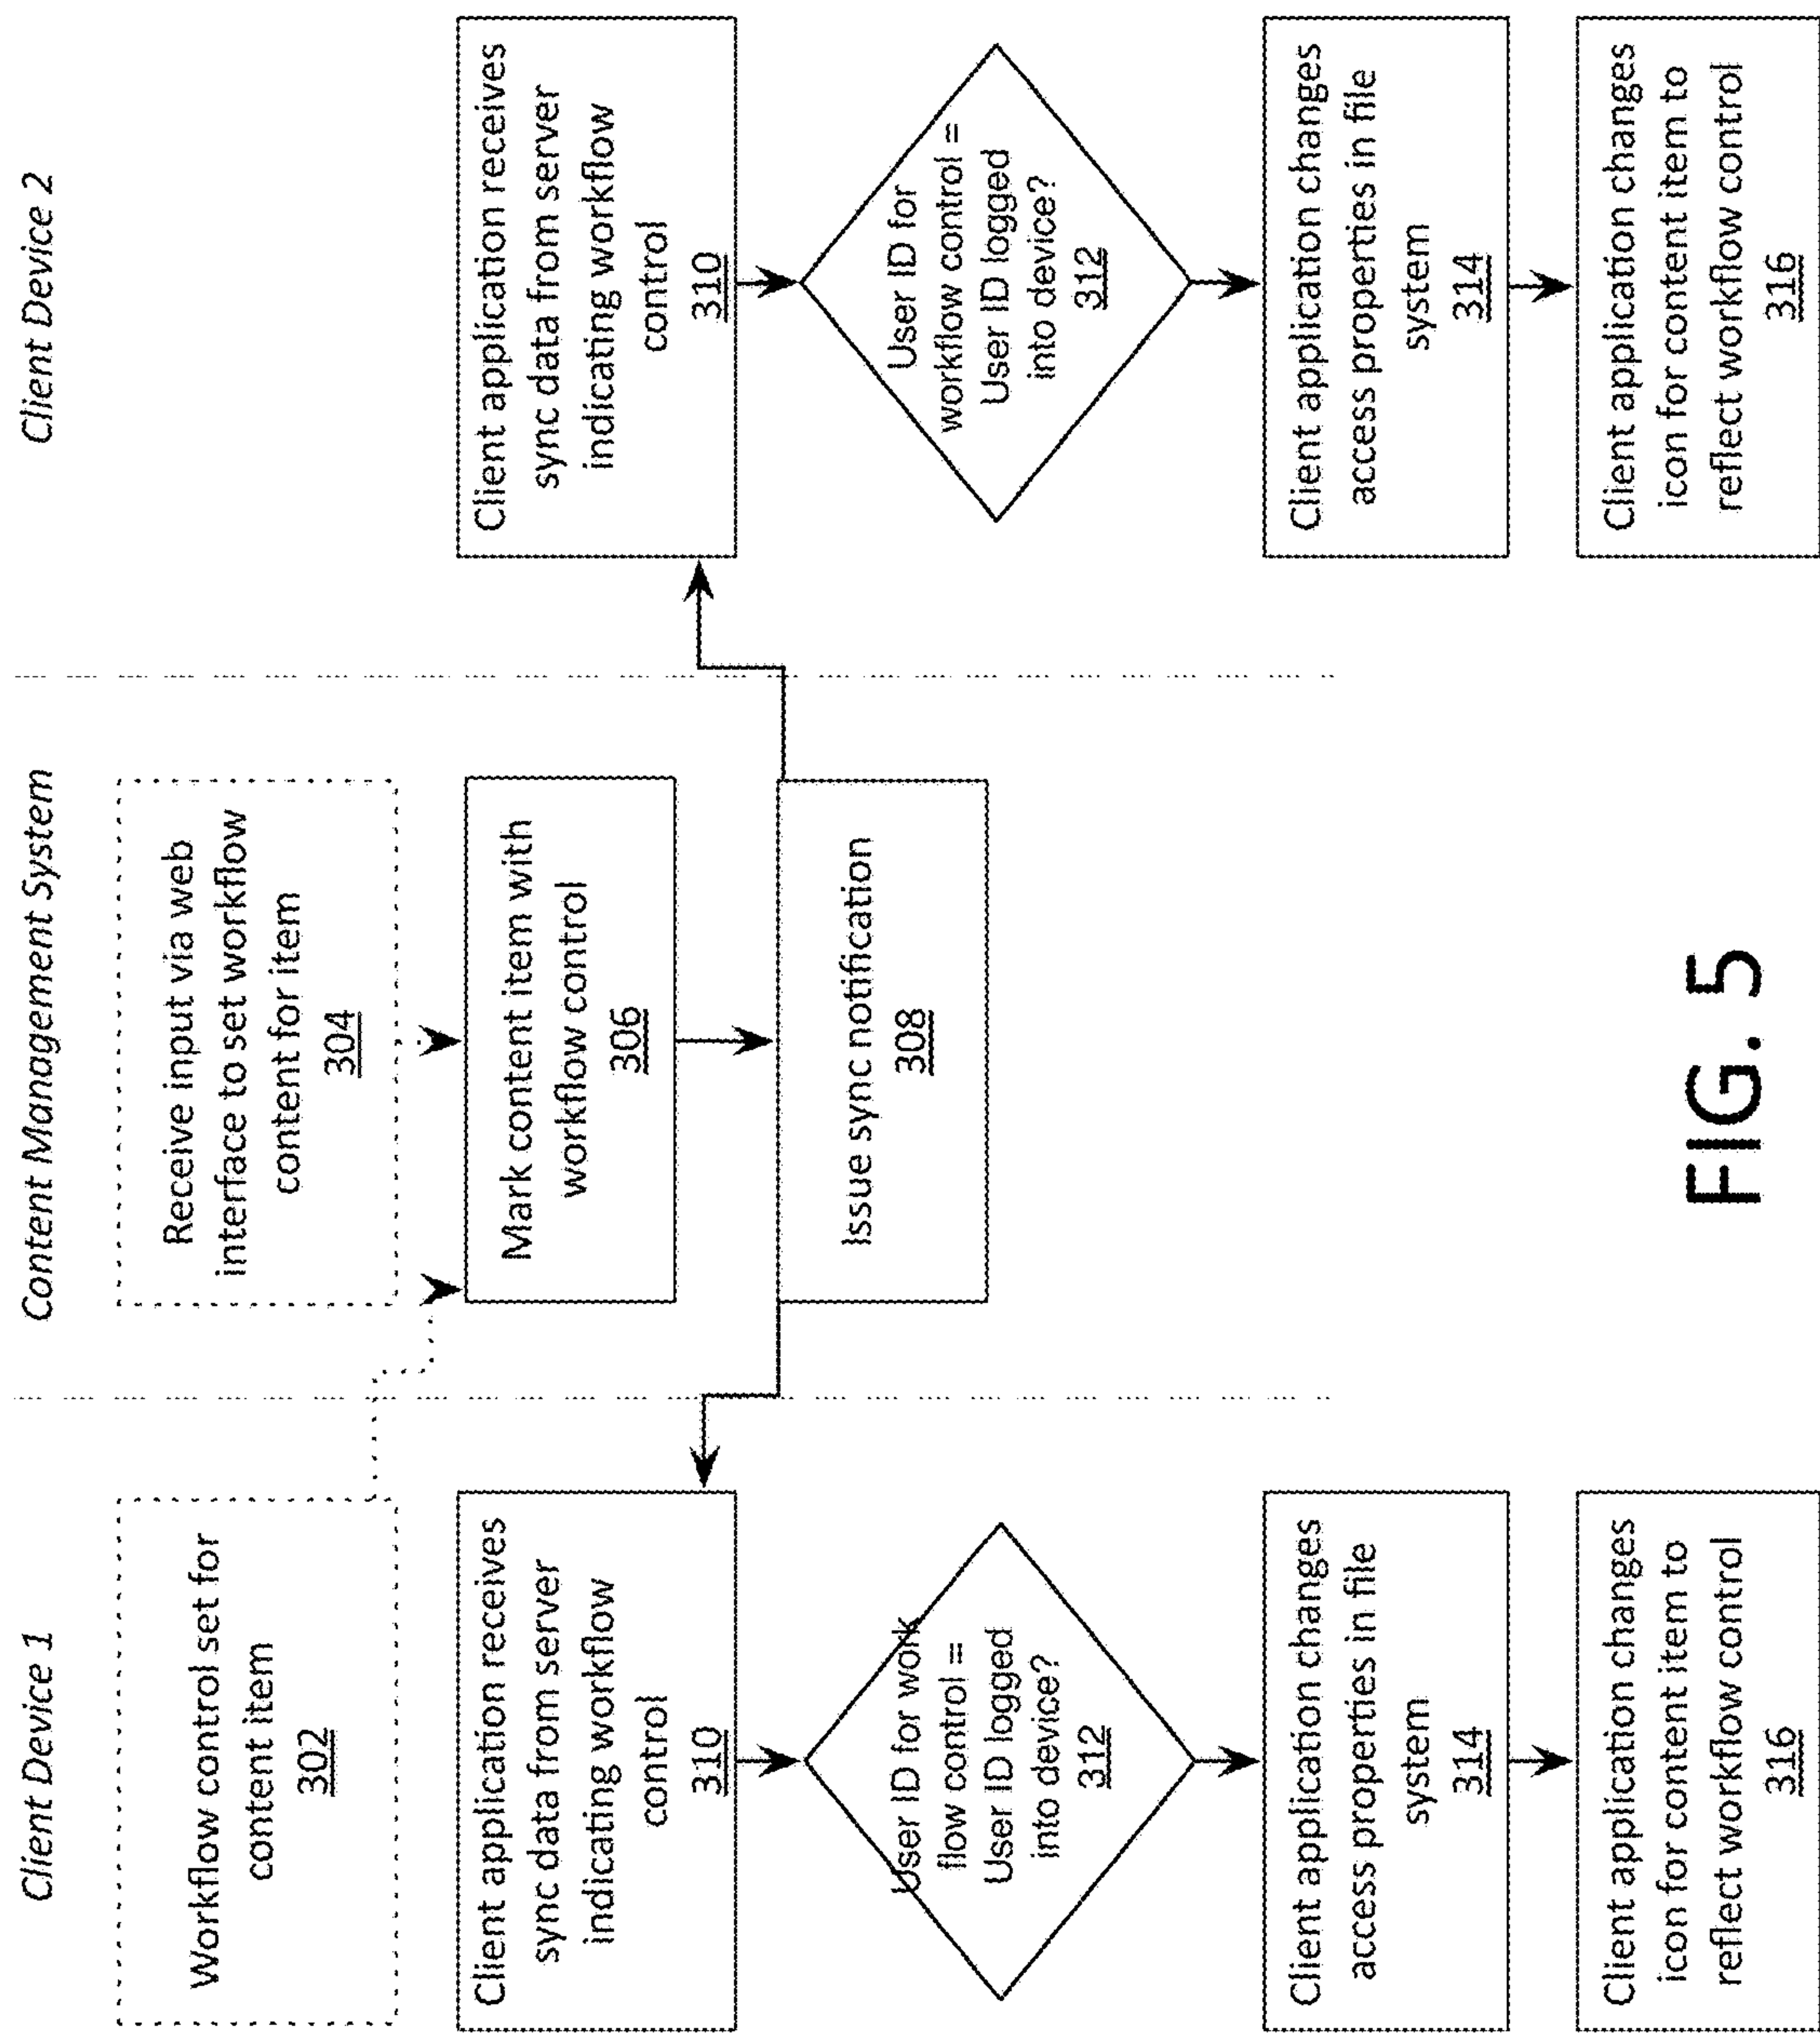 Client Device 1
Content Management System
Client Device 2
Workflow control set for
content item
302
Receive input via web
interface to set workflow
content for item
304
Mark content item with
workflow control
306
Issue sync notification
308
Client application receives
sync data from server
indicating workflow
control
310
User ID for work
flow control =
User ID logged
into device?
312
Client application changes
access properties in file
system
314
Client application changes
icon for content item to
reflect workflow control
316
Client application receives
sync data from server
indicating workflow
control
310
User ID for
workflow control =
User ID logged
into device?
312
Client application changes
access properties in file
system
314
Client application changes
icon for content item to
reflect workflow control
316
FIG. 5